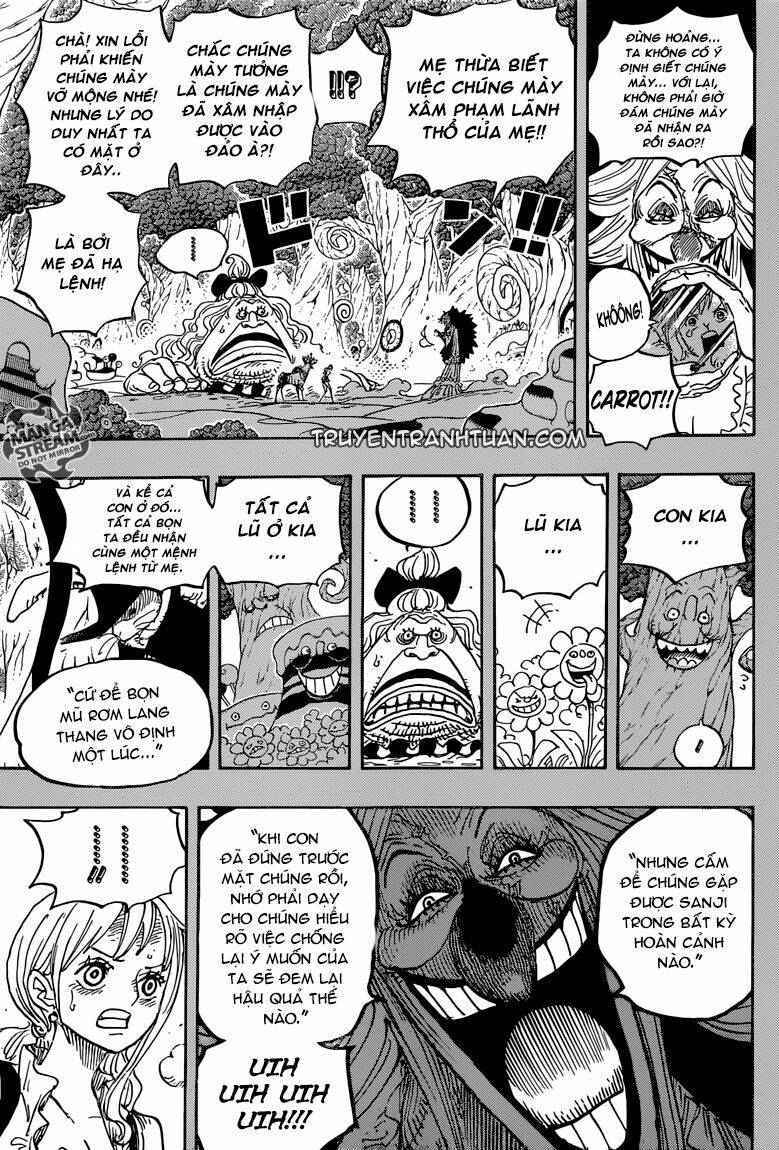 ĐỪNG HOẢNG...
TA KHÔNG CÓ Ý
ĐỊNH GIẾT CHÚNG
MÀY... VỚI LẠI,
KHÔNG PHẢI GIỜ
ĐÁM CHÚNG MÀY
ĐÃ NHẬN RA
RỒI SAO?!
KHÔÔNG!
CARROT!!
MẸ THỪA BIẾT
VIỆC CHÚNG MÀY
XÂM PHẠM LÃNH
THỔ CỦA MẸ!!
!!?
CHẮC CHÚNG
MÀY TƯỞNG
LÀ CHÚNG MÀY
ĐÃ XÂM NHẬP
ĐƯỢC VÀO
ĐẢO À?!
CHÀ! XIN LỖI
PHẢI KHIẾN
CHÚNG MÀY
VỠ MỘNG NHÉ!
NHƯNG LÝ DO
DUY NHẤT TA
CÓ MẶT Ở
ĐÂY...
LÀ BỞI
MẸ ĐÃ HẠ
LỆNH!
ドン!!
MANGA
STREAM
.COM
DO NOT MIRROR
TRUYENTRANHTUAN.COM
CON KIA
...
LŨ KIA
...
TẤT CẢ
LŨ Ở KIA
...
VÀ KỂ CẢ
CON Ở ĐÓ...
TẤT CẢ BỌN
TA ĐỀU NHẬN
CÙNG MỘT MỆNH
LỆNH TỪ MẸ.
"CỨ ĐỂ BỌN
MŨ RƠM LANG
THANG VÔ ĐỊNH
MỘT LÚC..."
"NHƯNG CẤM
ĐỂ CHÚNG GẶP
ĐƯỢC SANJI
TRONG BẤT KỲ
HOÀN CẢNH
NÀO."
"KHI CON
ĐÃ ĐỨNG TRƯỚC
MẶT CHÚNG RỒI,
NHỚ PHẢI DẠY
CHO CHÚNG HIỂU
RÕ VIỆC CHỐNG
LẠI Ý MUỐN CỦA
TA SẼ ĐEM LẠI
HẬU QUẢ THẾ
NÀO."
UIH
UIH UIH
UIH!!!